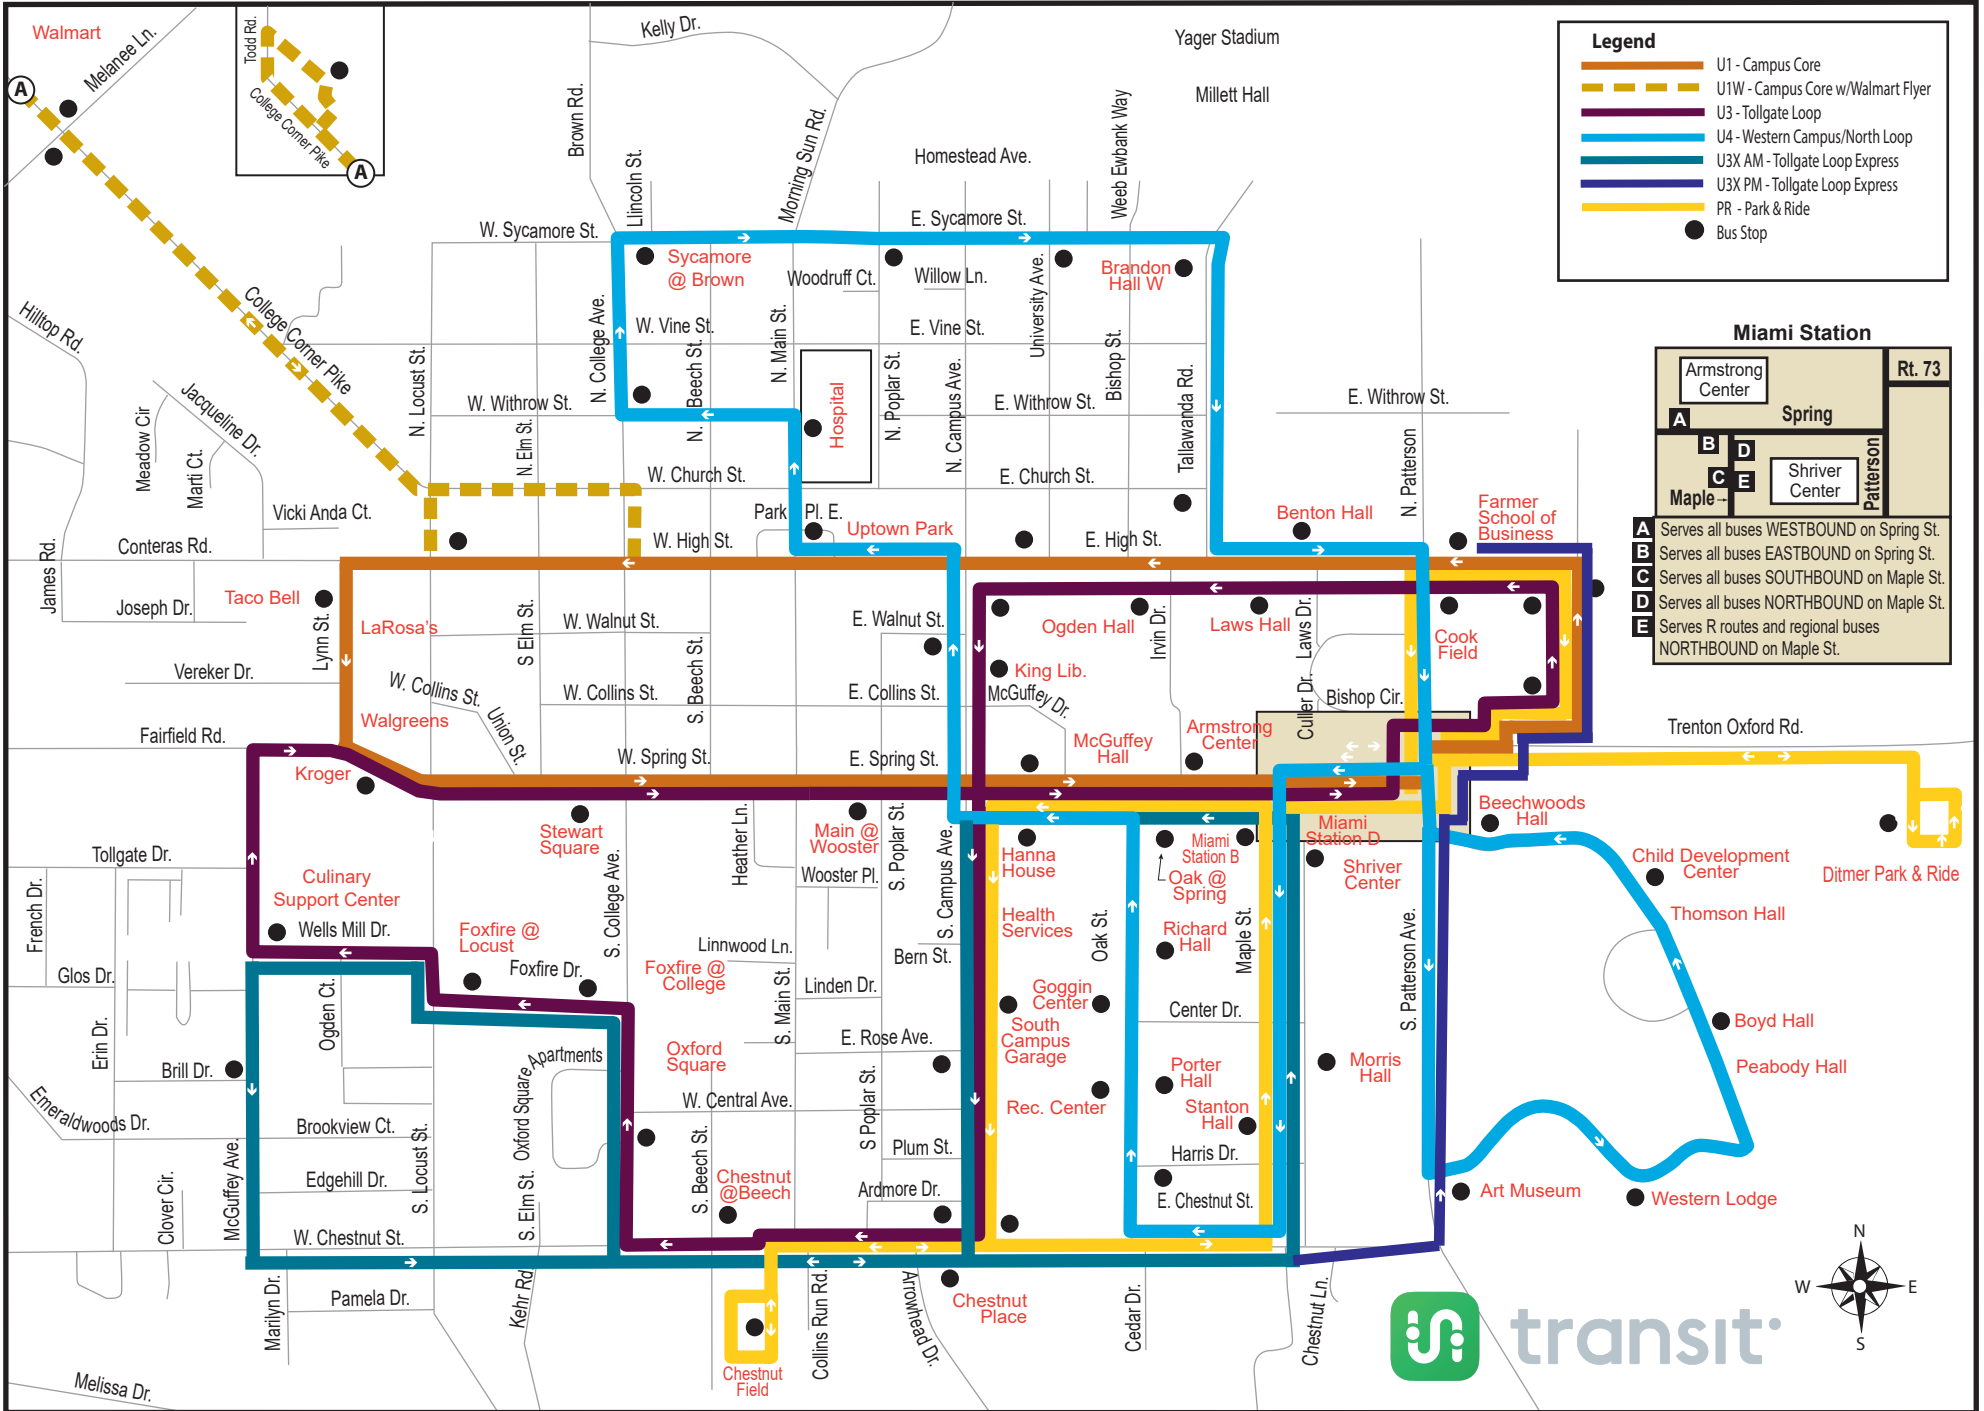 Walmart
Melanee Ln.
A
Todd Rd.
College Corner Pike
A
Kelly Dr.
Brown Rd.
Morning Sun Rd.
Yager Stadium
Millett Hall
Homestead Ave.
Weeb Ewbank Way
Llincoln St.
Legend
U1 - Campus Core
U1W - Campus Core w/Walmart Flyer
U3 - Tollgate Loop
U4 - Western Campus/North Loop
U3X AM - Tollgate Loop Express
U3X PM - Tollgate Loop Express
PR - Park & Ride
Bus Stop
W. Sycamore St.
E. Sycamore St.
Sycamore
@ Brown
Woodruff Ct.
Willow Ln.
University Ave.
Brandon
Hall W
College Corner Pike
Hilltop Rd.
N. College Ave.
W. Vine St.
E. Vine St.
N. Main St.
N. Beech St.
N. Locust St.
Hospital
N. Poplar St.
N. Campus Ave.
Bishop St.
Tallawanda Rd.
Jacqueline Dr.
Meadow Cir
Marti Ct.
W. Withrow St.
E. Withrow St.
E. Withrow St.
N. Elm St.
N. Patterson
W. Church St.
E. Church St.
Vicki Anda Ct.
Park Pl. E.
Uptown Park
Conteras Rd.
W. High St.
E. High St.
Benton Hall
Farmer
School of
Business
Miami Station
Armstrong
Center
Rt. 73
Spring
A
B
D
C
E
Shriver
Center
Patterson
Maple→
A Serves all buses WESTBOUND on Spring St.
B Serves all buses EASTBOUND on Spring St.
C Serves all buses SOUTHBOUND on Maple St.
D Serves all buses NORTHBOUND on Maple St.
E Serves R routes and regional buses
NORTHBOUND on Maple St.
James Rd.
Joseph Dr.
Taco Bell
Lynn St.
LaRosa's
S Elm St.
W. Walnut St.
E. Walnut St.
Ogden Hall
Irvin Dr.
Laws Hall
Laws Dr.
Cook
Field
King Lib.
Vereker Dr.
W. Collins St.
W. Collins St.
E. Collins St.
S. Beech St.
McGuffey Dr.
Culler Dr.
Bishop Cir.
Walgreens
Union St.
Fairfield Rd.
Kroger
W. Spring St.
E. Spring St.
McGuffey
Hall
Armstrong
Center
Trenton Oxford Rd.
Stewart
Square
Heather Ln.
Main @
Wooster
S. Poplar St.
S. Campus Ave.
Hanna
House
Miami
Station B
Oak @
Spring
Miami
Station D
Shriver
Center
Beechwoods
Hall
Child Development
Center
Ditmer Park & Ride
Tollgate Dr.
French Dr.
Culinary
Support Center
Wells Mill Dr.
Foxfire @
Locust
S. College Ave.
Wooster Pl.
Health
Services
Oak St.
Richard
Hall
Maple St.
S. Patterson Ave.
Thomson Hall
Glos Dr.
Foxfire Dr.
Foxfire @
College
Linnwood Ln.
Bern St.
Linden Dr.
Goggin
Center
South
Campus
Garage
Center Dr.
Boyd Hall
Erin Dr.
Ogden Ct.
S. Main St.
E. Rose Ave.
Brill Dr.
Oxford Square Apartments
Oxford
Square
Porter
Hall
Morris
Hall
Peabody Hall
Emeraldwoods Dr.
Brookview Ct.
W. Central Ave.
S Poplar St.
Rec. Center
Stanton
Hall
McGuffey Ave.
S. Locust St.
Plum St.
Harris Dr.
Clover Cir.
Edgehill Dr.
S. Elm St.
S. Beech St.
Chestnut
@Beech
Ardmore Dr.
E. Chestnut St.
Art Museum
Western Lodge
W. Chestnut St.
Marilyn Dr.
Pamela Dr.
Kehr Rd
Collins Run Rd.
Arrowhead Dr.
Chestnut
Place
Cedar Dr.
Chestnut Ln.
Chestnut
Field
Melissa Dr.
transit
N
W
E
S